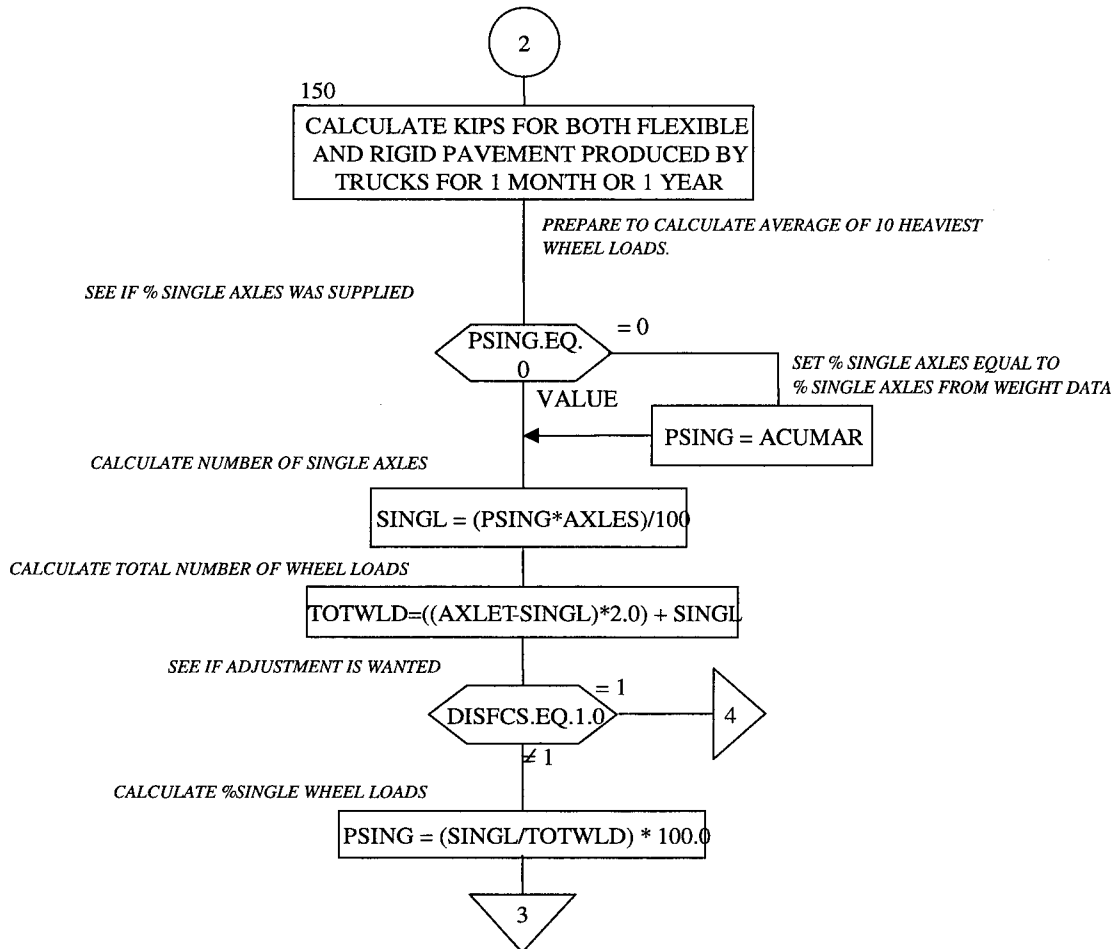 2
150
CALCULATE KIPS FOR BOTH FLEXIBLE
AND RIGID PAVEMENT PRODUCED BY
TRUCKS FOR 1 MONTH OR 1 YEAR
PREPARE TO CALCULATE AVERAGE OF 10 HEAVIEST
WHEEL LOADS.
SEE IF % SINGLE AXLES WAS SUPPLIED
= 0
PSING.EQ.
0
SET % SINGLE AXLES EQUAL TO
% SINGLE AXLES FROM WEIGHT DATA
VALUE
PSING = ACUMAR
CALCULATE NUMBER OF SINGLE AXLES
SINGL = (PSING*AXLES)/100
CALCULATE TOTAL NUMBER OF WHEEL LOADS
TOTWLD=((AXLET-SINGL)*2.0) + SINGL
SEE IF ADJUSTMENT IS WANTED
= 1
DISFCS.EQ.1.0
4
≠ 1
CALCULATE %SINGLE WHEEL LOADS
PSING = (SINGL/TOTWLD) * 100.0
3